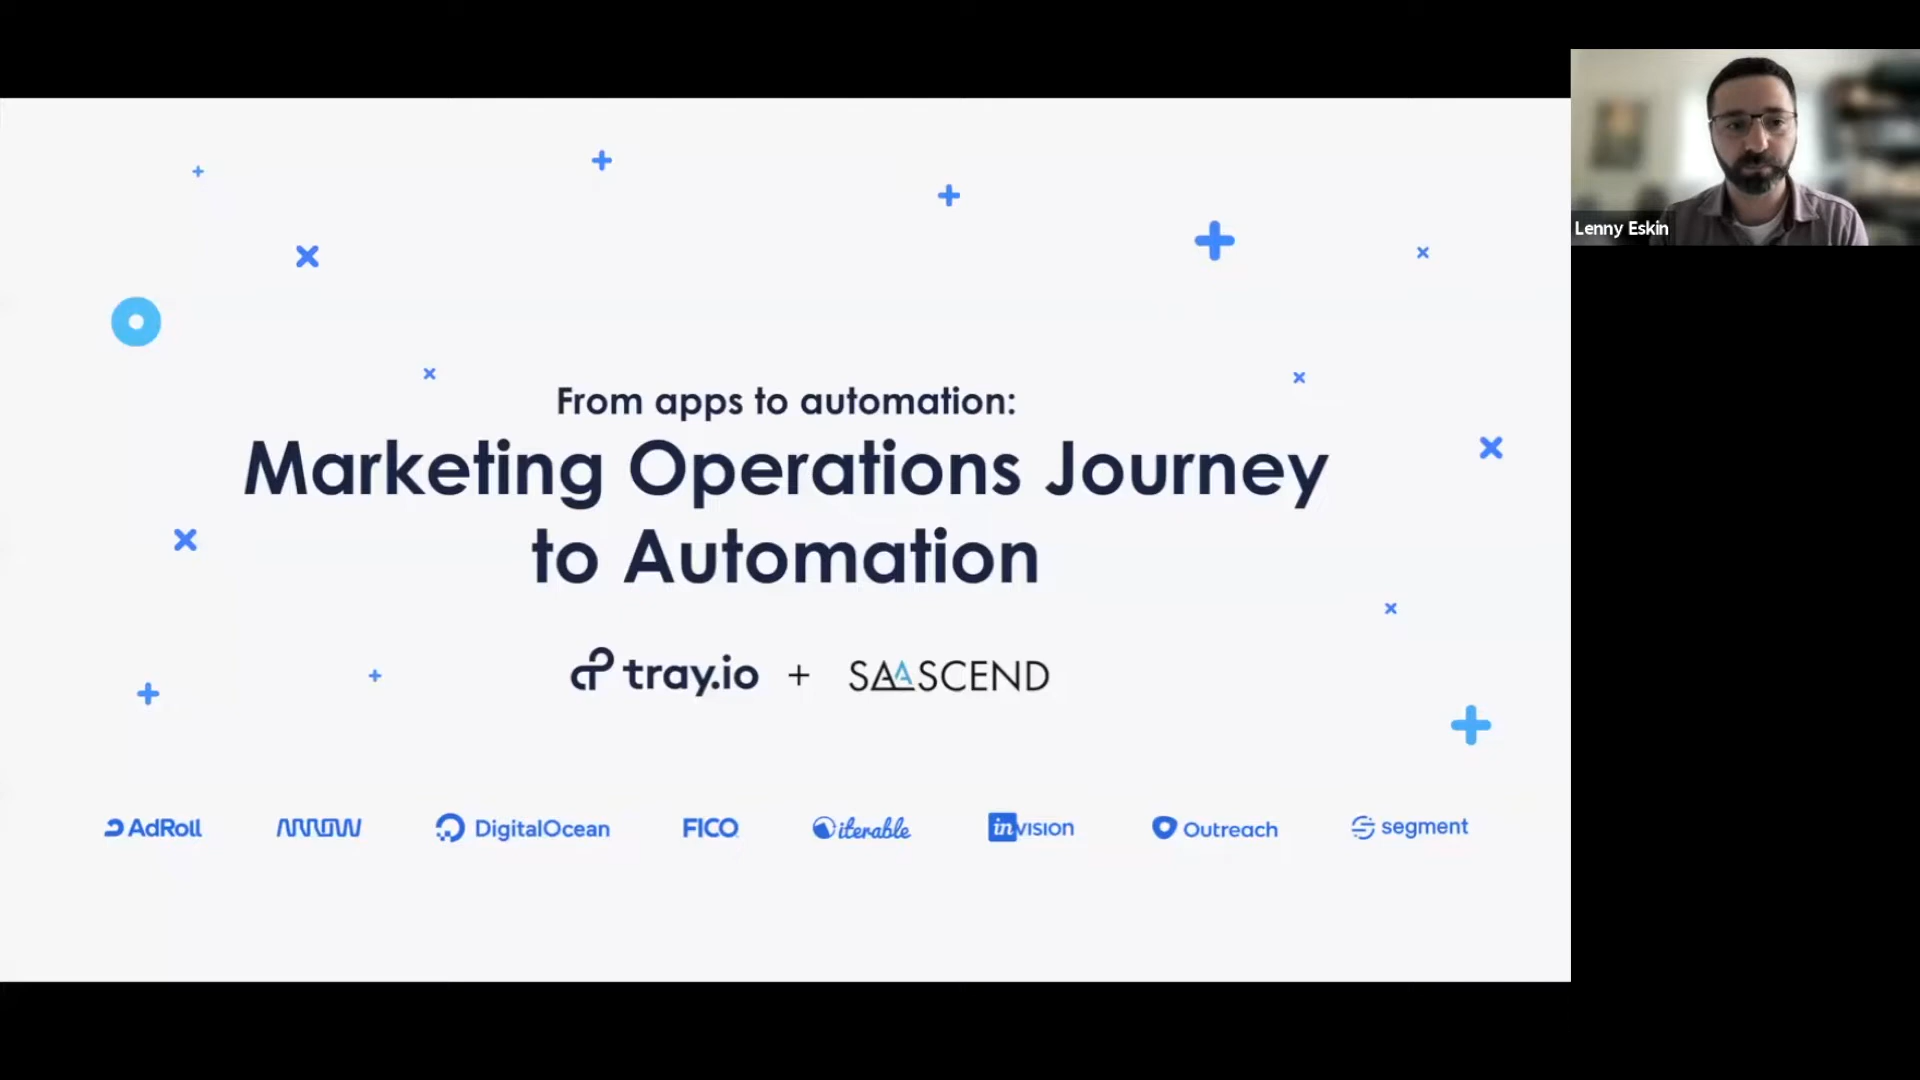 Lenny Eskin
From apps to automation:
Marketing Operations Journey
to Automation
tray.io + SAASCEND
AdRoll ARROW DigitalOcean FICO iterable invision Outreach segment